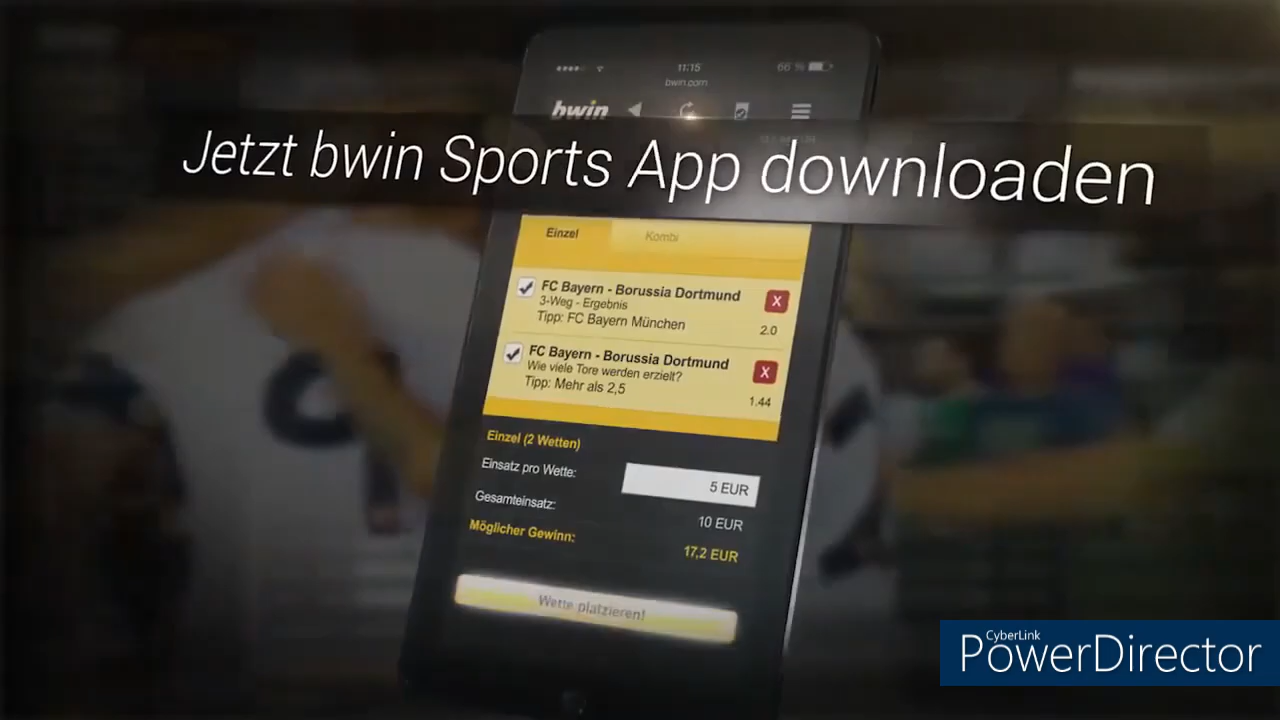 11:15
66 %
bwin.com
bwin
Jetzt bwin Sports App downloaden
Einzel
Kombi
FC Bayern - Borussia Dortmund
X
3-Weg - Ergebnis
Tipp: FC Bayern München
2.0
FC Bayern - Borussia Dortmund
X
Wie viele Tore werden erzielt?
Tipp: Mehr als 2,5
1.44
Einzel (2 Wetten)
Einsatz pro Wette:
5 EUR
Gesamteinsatz:
10 EUR
Möglicher Gewinn:
17,2 EUR
Wette platzieren!
CyberLink
PowerDirector